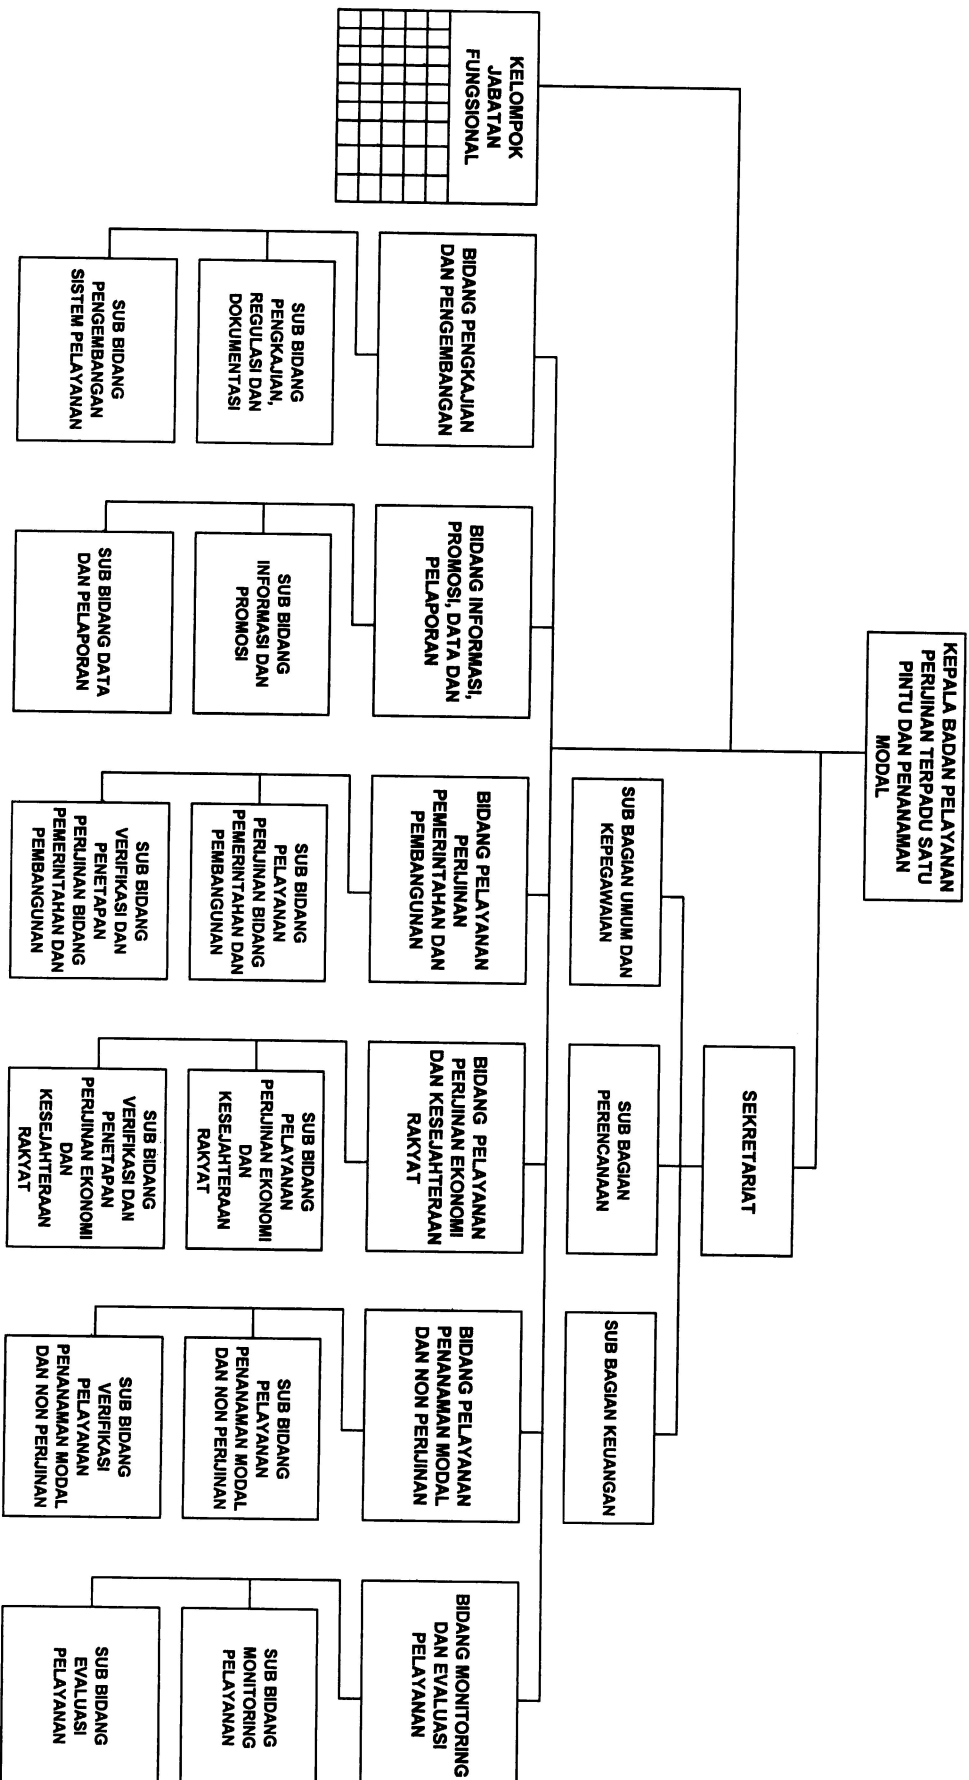 KEPALA BADAN PELAYANAN
PERIJINAN TERPADU SATU
PINTU DAN PENANAMAN
MODAL
SEKRETARIAT
SUB BAGIAN UMUM DAN
KEPEGAWAIAN
SUB BAGIAN
PERENCANAAN
SUB BAGIAN KEUANGAN
KELOMPOK
JABATAN
FUNGSIONAL
BIDANG PENGKAJIAN
DAN PENGEMBANGAN
BIDANG INFORMASI,
PROMOSI, DATA DAN
PELAPORAN
BIDANG PELAYANAN
PERIJINAN
PEMERINTAHAN DAN
PEMBANGUNAN
BIDANG PELAYANAN
PERIJINAN EKONOMI
DAN KESEJAHTERAAN
RAKYAT
BIDANG PELAYANAN
PENANAMAN MODAL
DAN NON PERIJINAN
BIDANG MONITORING
DAN EVALUASI
PELAYANAN
SUB BIDANG
PENGKAJIAN,
REGULASI DAN
DOKUMENTASI
SUB BIDANG
INFORMASI DAN
PROMOSI
SUB BIDANG
PELAYANAN
PERIJINAN BIDANG
PEMERINTAHAN DAN
PEMBANGUNAN
SUB BIDANG
PELAYANAN
PERIJINAN EKONOMI
DAN
KESEJAHTERAAN
RAKYAT
SUB BIDANG
PELAYANAN
PENANAMAN MODAL
DAN NON PERIJINAN
SUB BIDANG
MONITORING
PELAYANAN
SUB BIDANG
PENGEMBANGAN
SISTEM PELAYANAN
SUB BIDANG DATA
DAN PELAPORAN
SUB BIDANG
VERIFIKASI DAN
PENETAPAN
PERIJINAN BIDANG
PEMERINTAHAN DAN
PEMBANGUNAN
SUB BIDANG
VERIFIKASI DAN
PENETAPAN
PERIJINAN EKONOMI
DAN
KESEJAHTERAAN
RAKYAT
SUB BIDANG
VERIFIKASI
PELAYANAN
PENANAMAN MODAL
DAN NON PERIJINAN
SUB BIDANG
EVALUASI
PELAYANAN